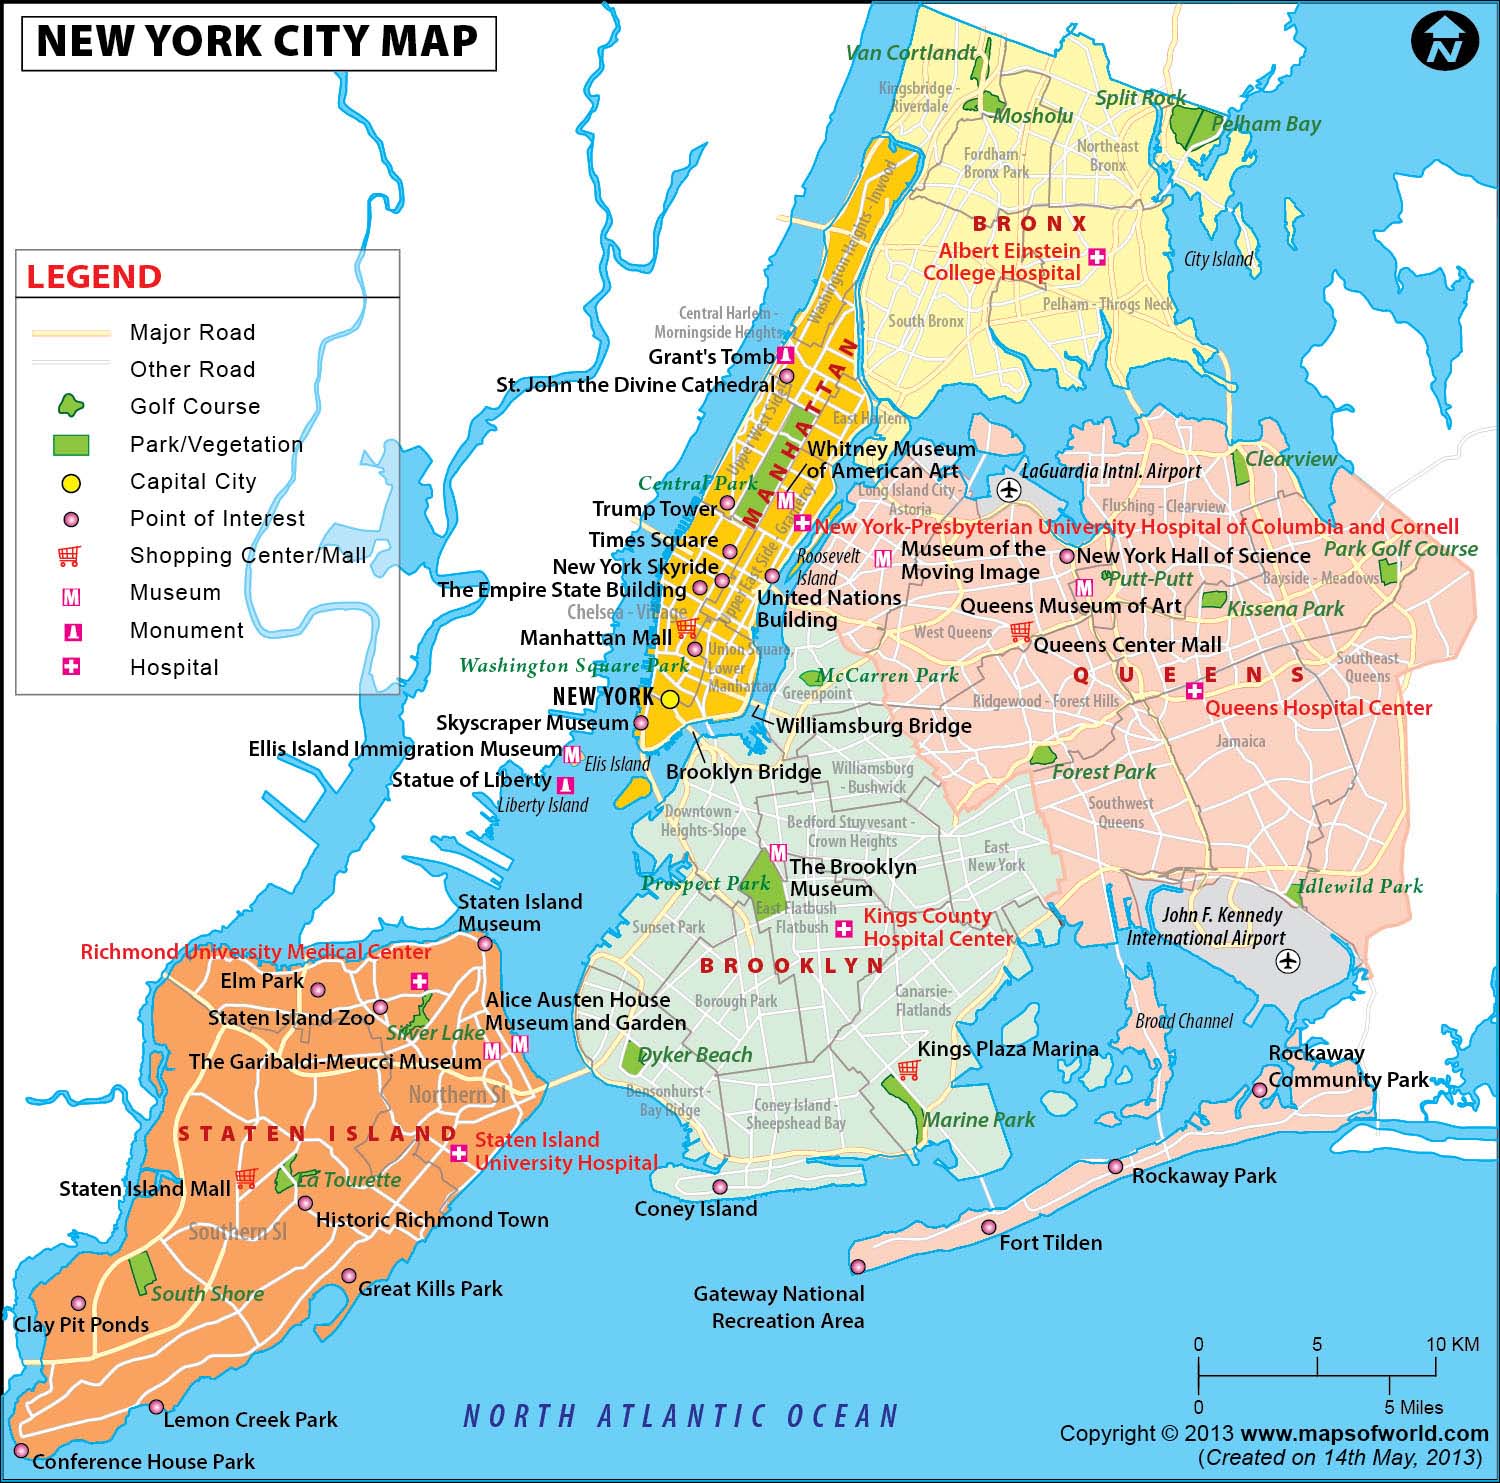 NEW YORK CITY MAP
N
LEGEND
Major Road
Other Road
Golf Course
Park/Vegetation
Capital City
Point of Interest
Shopping Center/Mall
M
Museum
Monument
Hospital
Van Cortlandt
Kingsbridge -
Riverdale
Mosholu
Split Rock
Pelham Bay
Fordham -
Bronx Park
Northeast
Bronx
BRONX
Albert Einstein
College Hospital
City Island
Pelham - Throgs Neck
South Bronx
Washington Heights - Inwood
Central Harlem -
Morningside Heights
Grant's Tomb
St. John the Divine Cathedral
MANHATTAN
Upper West Side
East Harlem
Whitney Museum
of American Art
Central Park
Trump Tower
Times Square
New York Skyride
The Empire State Building
Chelsea - Village
Manhattan Mall
Washington Square Park
Upper East Side - Gramercy
Roosevelt
Island
United Nations
Building
Union Square,
Lower
Manhattan
NEW YORK
Skyscraper Museum
Ellis Island Immigration Museum
M
Elis Island
Statue of Liberty
Liberty Island
Brooklyn Bridge
Williamsburg Bridge
M
LaGuardia Intnl. Airport
Long Island City -
Astoria
Clearview
Flushing - Clearview
New York-Presbyterian University Hospital of Columbia and Cornell
M
Museum of the
Moving Image
New York Hall of Science
Park Golf Course
Putt-Putt
Bayside - Meadows
M
Queens Museum of Art
Kissena Park
West Queens
Queens Center Mall
Southeast
Queens
QUEENS
Ridgewood - Forest Hills
Queens Hospital Center
Jamaica
Forest Park
Southwest
Queens
Idlewild Park
John F. Kennedy
International Airport
Broad Channel
Rockaway
Community Park
Rockaway Park
Fort Tilden
Gateway National
Recreation Area
McCarren Park
Greenpoint
Williamsburg
- Bushwick
Downtown -
Heights-Slope
Bedford Stuyvesant -
Crown Heights
East
New York
M
The Brooklyn
Museum
Prospect Park
East Flatbush
Flatbush
Kings County
Hospital Center
Sunset Park
BROOKLYN
Borough Park
Canarsie-
Flatlands
Dyker Beach
Kings Plaza Marina
Bensonhurst -
Bay Ridge
Coney Island -
Sheepshead Bay
Marine Park
Coney Island
Staten Island
Museum
Richmond University Medical Center
Elm Park
Staten Island Zoo
Silver Lake
Alice Austen House
Museum and Garden
M
The Garibaldi-Meucci Museum
M
Northern SI
STATEN ISLAND
Staten Island
University Hospital
Staten Island Mall
La Tourette
Historic Richmond Town
Southern SI
South Shore
Great Kills Park
Clay Pit Ponds
Lemon Creek Park
Conference House Park
NORTH ATLANTIC OCEAN
0 5 10 KM
0 5 Miles
Copyright © 2013 www.mapsofworld.com
(Created on 14th May, 2013)